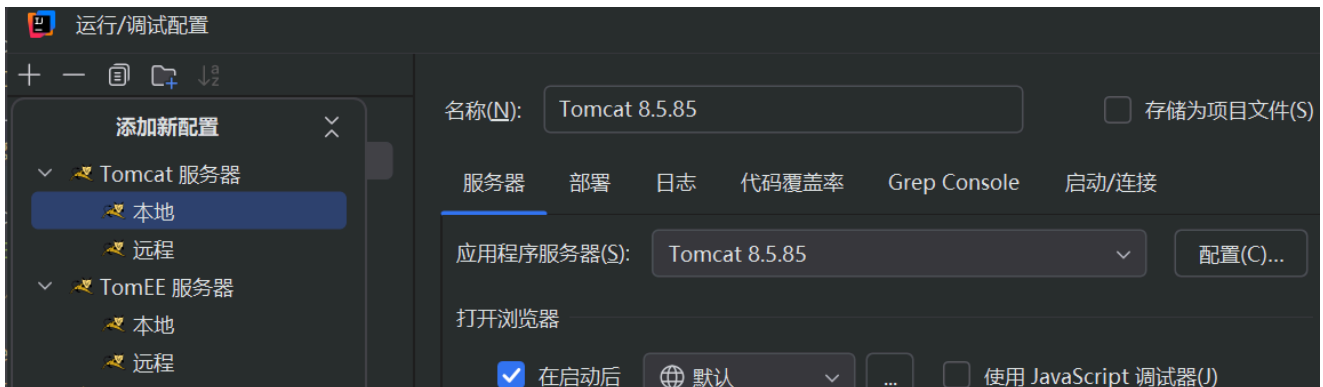 运行/调试配置
添加新配置
Tomcat 服务器
本地
远程
TomEE 服务器
本地
远程
名称(N): Tomcat 8.5.85 存储为项目文件(S)
服务器 部署 日志 代码覆盖率 Grep Console 启动/连接
应用程序服务器(S): Tomcat 8.5.85 配置(C)...
打开浏览器
在启动后 默认 ... 使用 JavaScript 调试器(J)